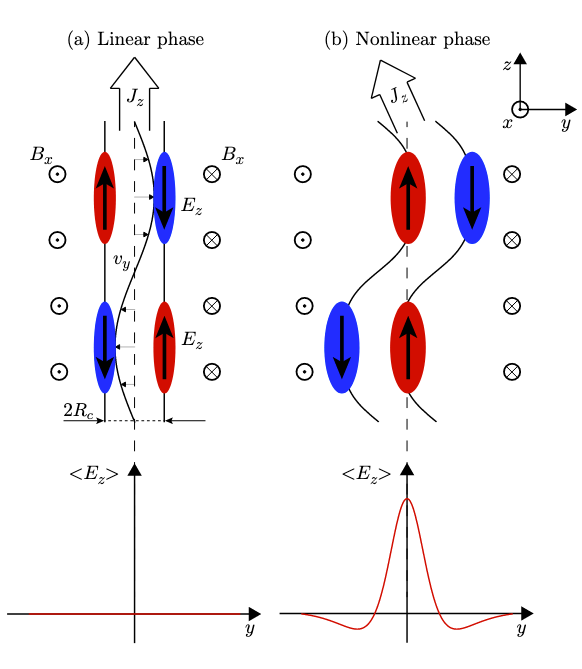 (a) Linear phase
(b) Nonlinear phase
z
y
x
J_z
J_z
B_x
B_x
E_z
v_y
E_z
2R_c
<E_z>
<E_z>
y
y